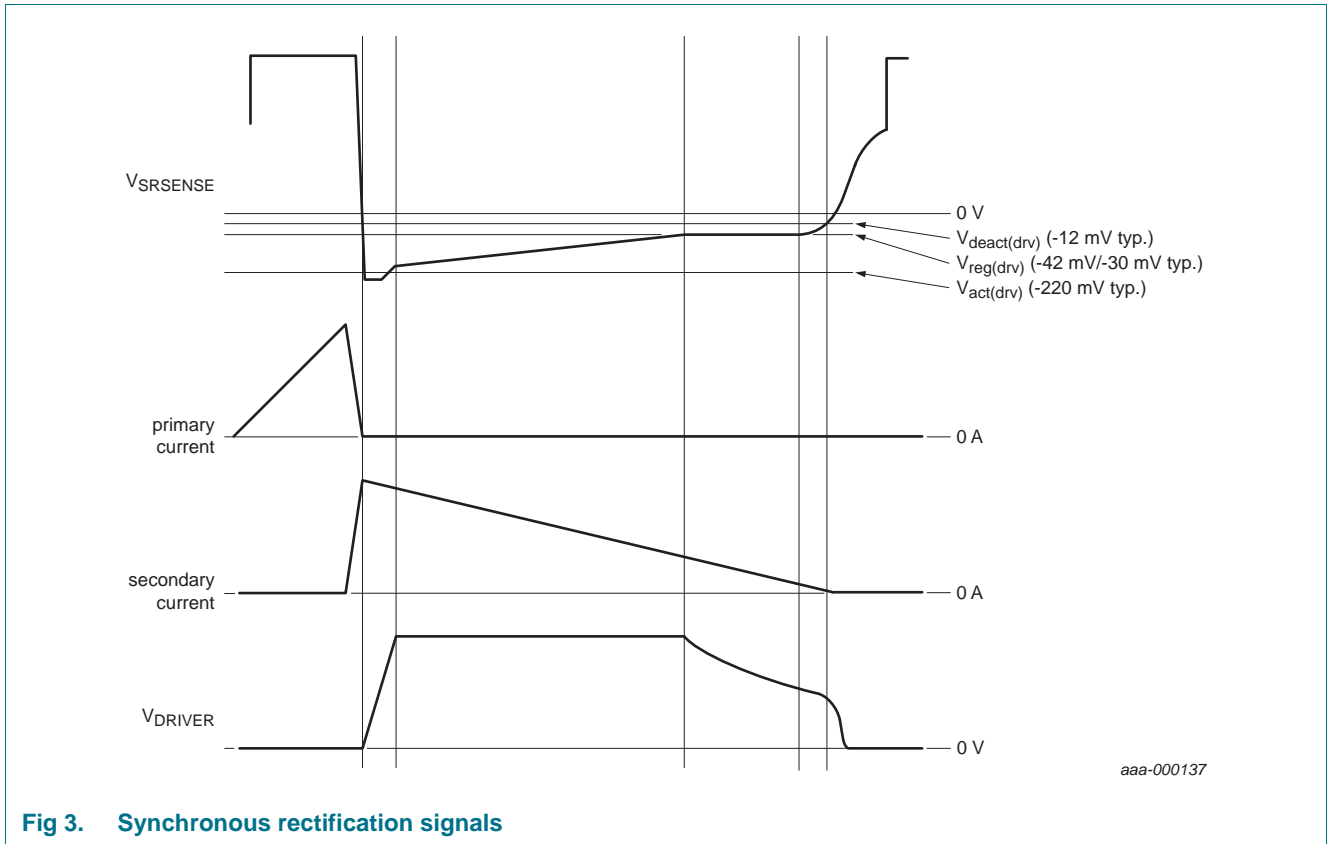 VSRSENSE
0 V
Vdeact(drv) (-12 mV typ.)
Vreg(drv) (-42 mV/-30 mV typ.)
Vact(drv) (-220 mV typ.)
primary
current
0 A
secondary
current
0 A
VDRIVER
0 V
aaa-000137
Fig 3. Synchronous rectification signals